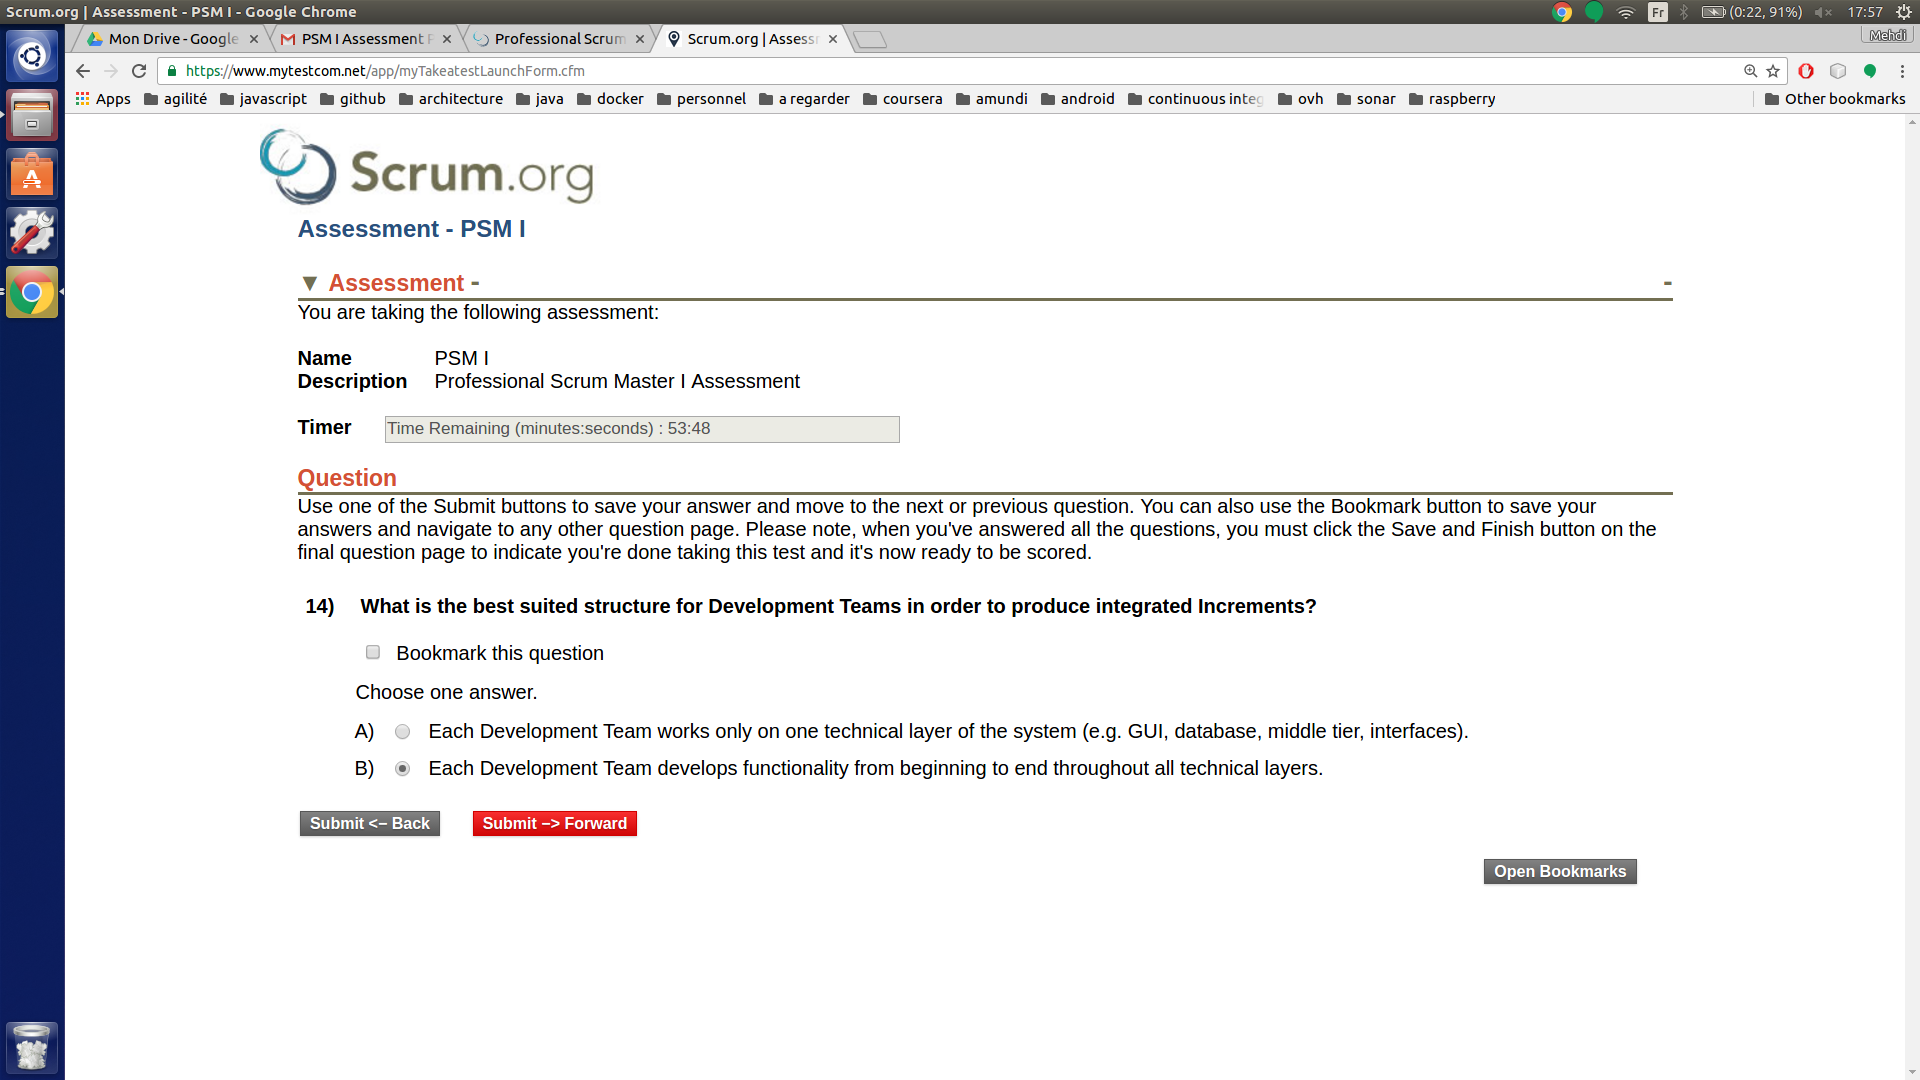 Scrum.org | Assessment - PSM I - Google Chrome
Fr
(0:22, 91%)
17:57
Mon Drive - Google
PSM I Assessment
Professional Scrum
Scrum.org | Assess
Mehdi
https://www.mytestcom.net/app/myTakeatestLaunchForm.cfm
Apps
agilité
javascript
github
architecture
java
docker
personnel
a regarder
coursera
amundi
android
continuous integ
ovh
sonar
raspberry
Other bookmarks
Scrum.org
Assessment - PSM I
▼ Assessment -
-
You are taking the following assessment:
Name PSM I
Description Professional Scrum Master I Assessment
Timer Time Remaining (minutes:seconds) : 53:48
Question
Use one of the Submit buttons to save your answer and move to the next or previous question. You can also use the Bookmark button to save your
answers and navigate to any other question page. Please note, when you've answered all the questions, you must click the Save and Finish button on the
final question page to indicate you're done taking this test and it's now ready to be scored.
14) What is the best suited structure for Development Teams in order to produce integrated Increments?
Bookmark this question
Choose one answer.
A) Each Development Team works only on one technical layer of the system (e.g. GUI, database, middle tier, interfaces).
B) Each Development Team develops functionality from beginning to end throughout all technical layers.
Submit <– Back
Submit –> Forward
Open Bookmarks